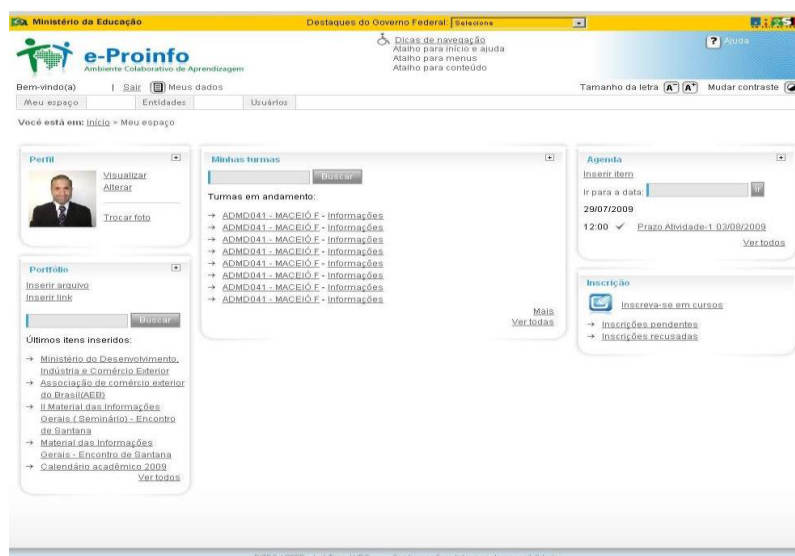 Ministério da Educação
Destaques do Governo Federal: Selecione
BRASIL
e-Proinfo
Ambiente Colaborativo de Aprendizagem
Dicas de navegação
Atalho para início e ajuda
Atalho para menus
Atalho para conteúdo
? Ajuda
Bem-vindo(a) | Sair Meus dados
Tamanho da letra A- A+ Mudar contraste
Meu espaço Entidades Usuários
Você está em: Início > Meu espaço
Perfil
Visualizar
Alterar
Trocar foto
Portfólio
Inserir arquivo
Inserir link
Buscar
Últimos itens inseridos:
→ Ministério do Desenvolvimento,
Indústria e Comércio Exterior
→ Associação de comércio exterior
do Brasil(AEB)
→ II Material das Informações
Gerais ( Seminário) - Encontro
de Santana
→ Material das Informações
Gerais - Encontro de Santana
→ Calendário acadêmico 2009
Ver todos
Minhas turmas
Buscar
Turmas em andamento:
→ ADMD041 - MACEIÓ F - Informações
→ ADMD041 - MACEIÓ F - Informações
→ ADMD041 - MACEIÓ F - Informações
→ ADMD041 - MACEIÓ F - Informações
→ ADMD041 - MACEIÓ F - Informações
→ ADMD041 - MACEIÓ F - Informações
→ ADMD041 - MACEIÓ F - Informações
Mais
Ver todas
Agenda
Inserir item
Ir para a data: Ir
29/07/2009
12:00 Prazo Atividade-1 03/08/2009
Ver todos
Inscrição
Inscreva-se em cursos
→ Inscrições pendentes
→ Inscrições recusadas